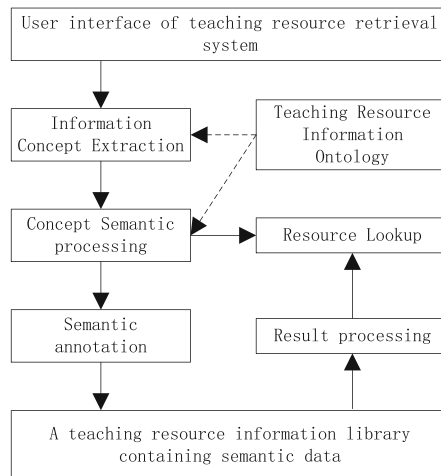 User interface of teaching resource retrieval
system
Information
Concept Extraction
Teaching Resource
Information
Ontology
Concept Semantic
processing
Resource Lookup
Semantic
annotation
Result processing
A teaching resource information library
containing semantic data